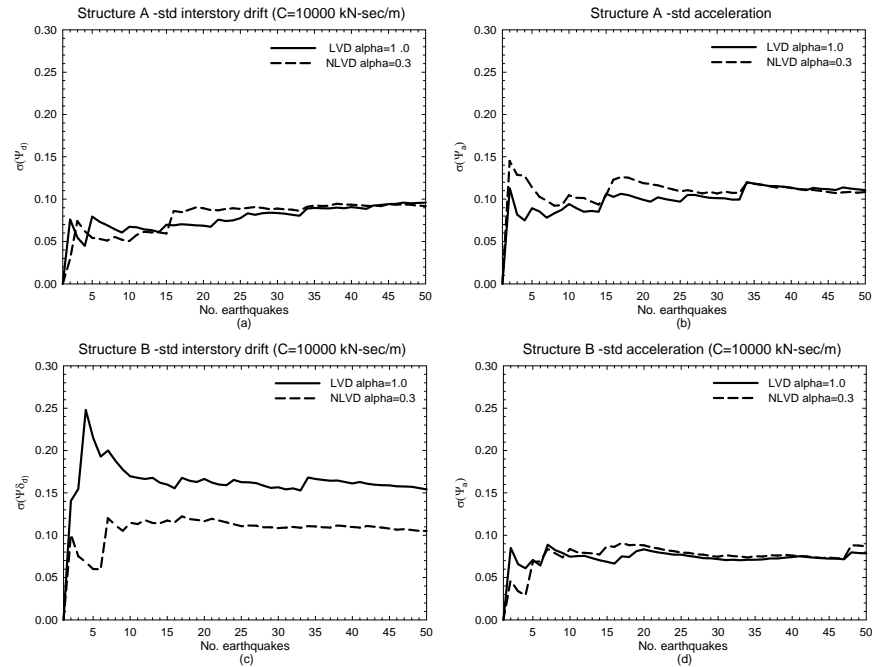 Structure A -std interstory drift (C=10000 kN-sec/m)
0.30
0.25
0.20
0.15
0.10
0.05
0.00
σ(Ψd)
LVD alpha=1 .0
NLVD alpha=0.3
5 10 15 20 25 30 35 40 45 50
No. earthquakes
(a)
Structure A -std acceleration
0.30
0.25
0.20
0.15
0.10
0.05
0.00
σ(Ψa)
LVD alpha=1.0
NLVD alpha=0.3
5 10 15 20 25 30 35 40 45 50
No. earthquakes
(b)
Structure B -std interstory drift (C=10000 kN-sec/m)
0.30
0.25
0.20
0.15
0.10
0.05
0.00
σ(Ψδd)
LVD alpha=1.0
NLVD alpha=0.3
5 10 15 20 25 30 35 40 45 50
No. earthquakes
(c)
Structure B -std acceleration (C=10000 kN-sec/m)
0.30
0.25
0.20
0.15
0.10
0.05
0.00
σ(Ψa)
LVD alpha=1.0
NLVD alpha=0.3
5 10 15 20 25 30 35 40 45 50
No. earthquakes
(d)